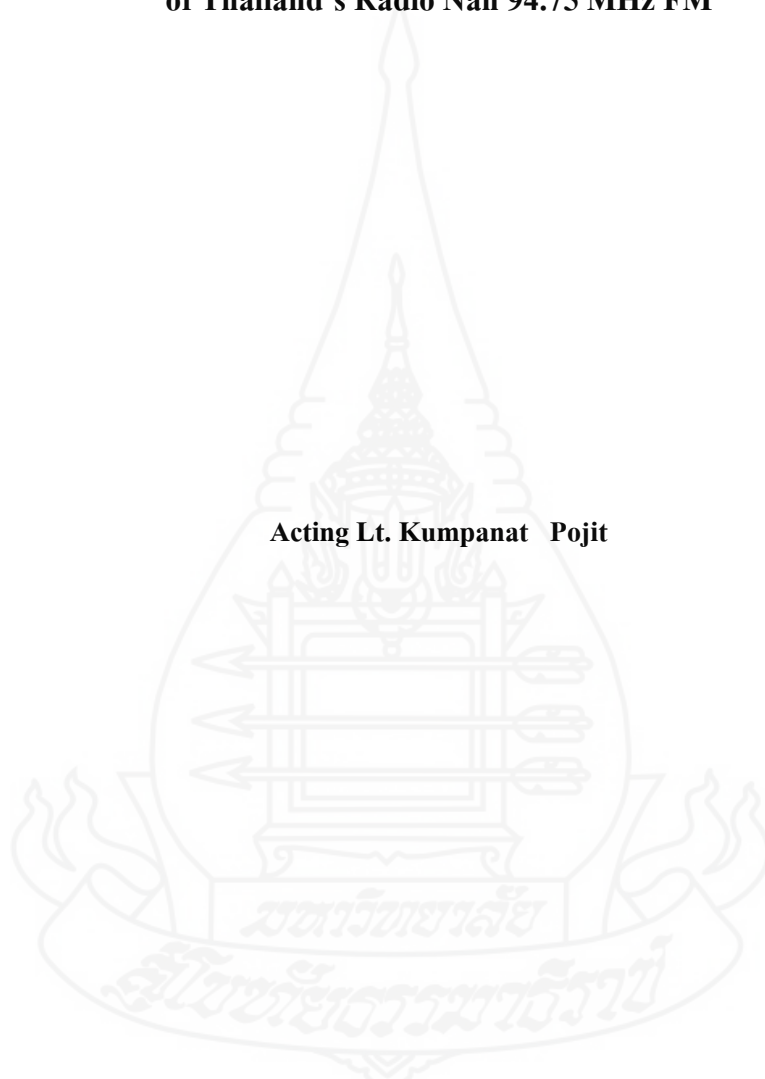 of Thailand's Radio Nan 94.75 MHz FM
Acting Lt. Kumpanat Pojit
มหาวิทยาลัย
สุโขทัยธรรมาธิราช